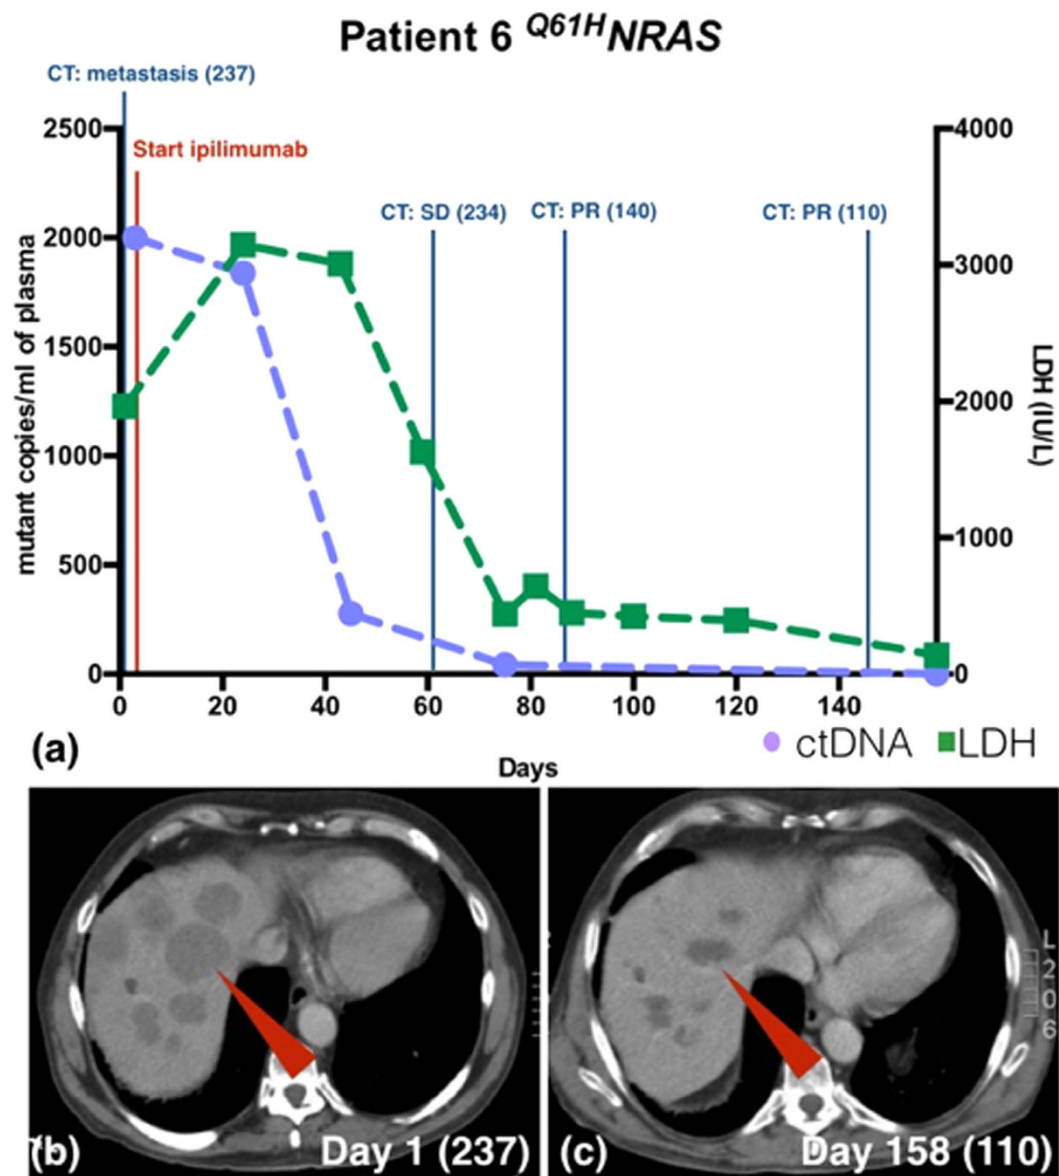 Patient 6 Q61HNRAS
CT: metastasis (237)
Start ipilimumab
CT: SD (234)
CT: PR (140)
CT: PR (110)
2500
2000
1500
1000
500
0
mutant copies/ml of plasma
4000
3000
2000
1000
0
LDH (IU/L)
0 20 40 60 80 100 120 140
(a)
ctDNA LDH
Days
(b) Day 1 (237)
L
2
0
6
(c) Day 158 (110)